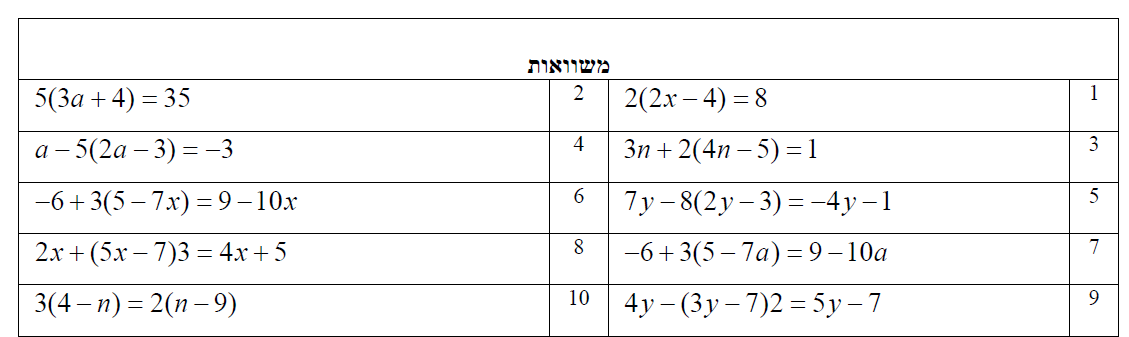 משוואות
1 2(2x − 4) = 8 2 5(3a + 4) = 35
3 3n + 2(4n − 5) = 1 4 a − 5(2a − 3) = −3
5 7y − 8(2y − 3) = −4y − 1 6 −6 + 3(5 − 7x) = 9 − 10x
7 −6 + 3(5 − 7a) = 9 − 10a 8 2x + (5x − 7)3 = 4x + 5
9 4y − (3y − 7)2 = 5y − 7 10 3(4 − n) = 2(n − 9)